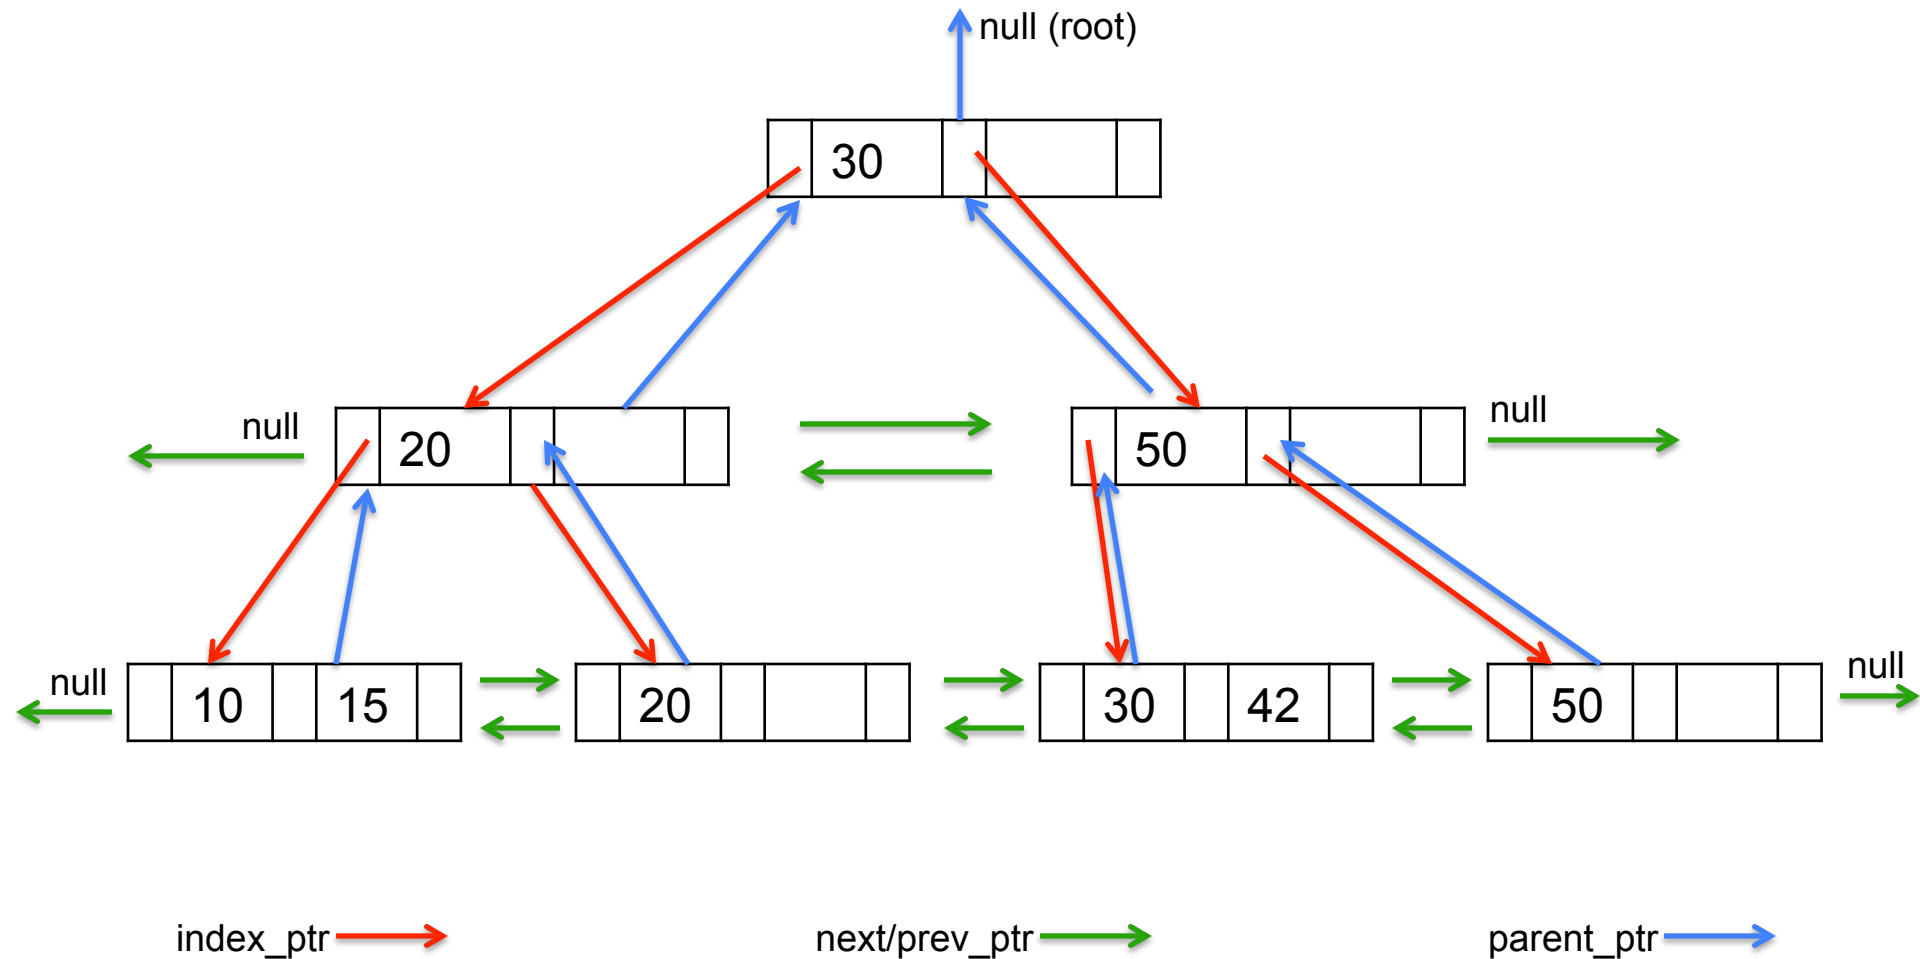 null (root)
30
null
20
50
null
null
10
15
20
30
42
50
null
index_ptr
next/prev_ptr
parent_ptr